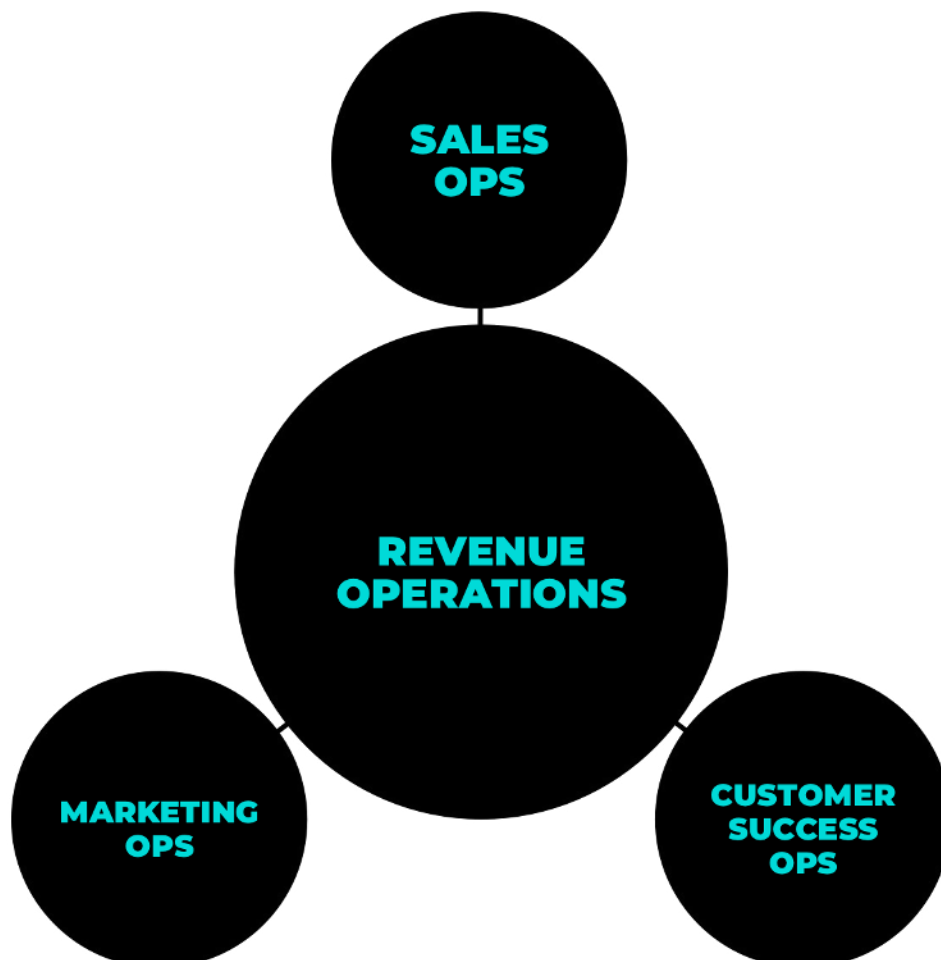 SALES
OPS
REVENUE
OPERATIONS
MARKETING
OPS
CUSTOMER
SUCCESS
OPS